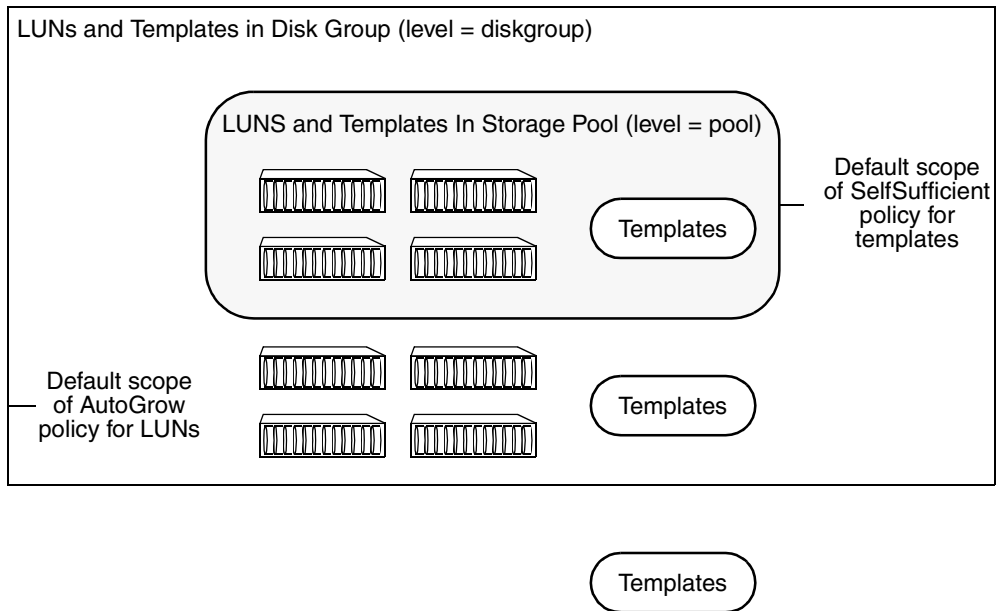 LUNs and Templates in Disk Group (level = diskgroup)
LUNS and Templates In Storage Pool (level = pool)
Templates
Default scope
of SelfSufficient
policy for
templates
Default scope
of AutoGrow
policy for LUNs
Templates
Templates